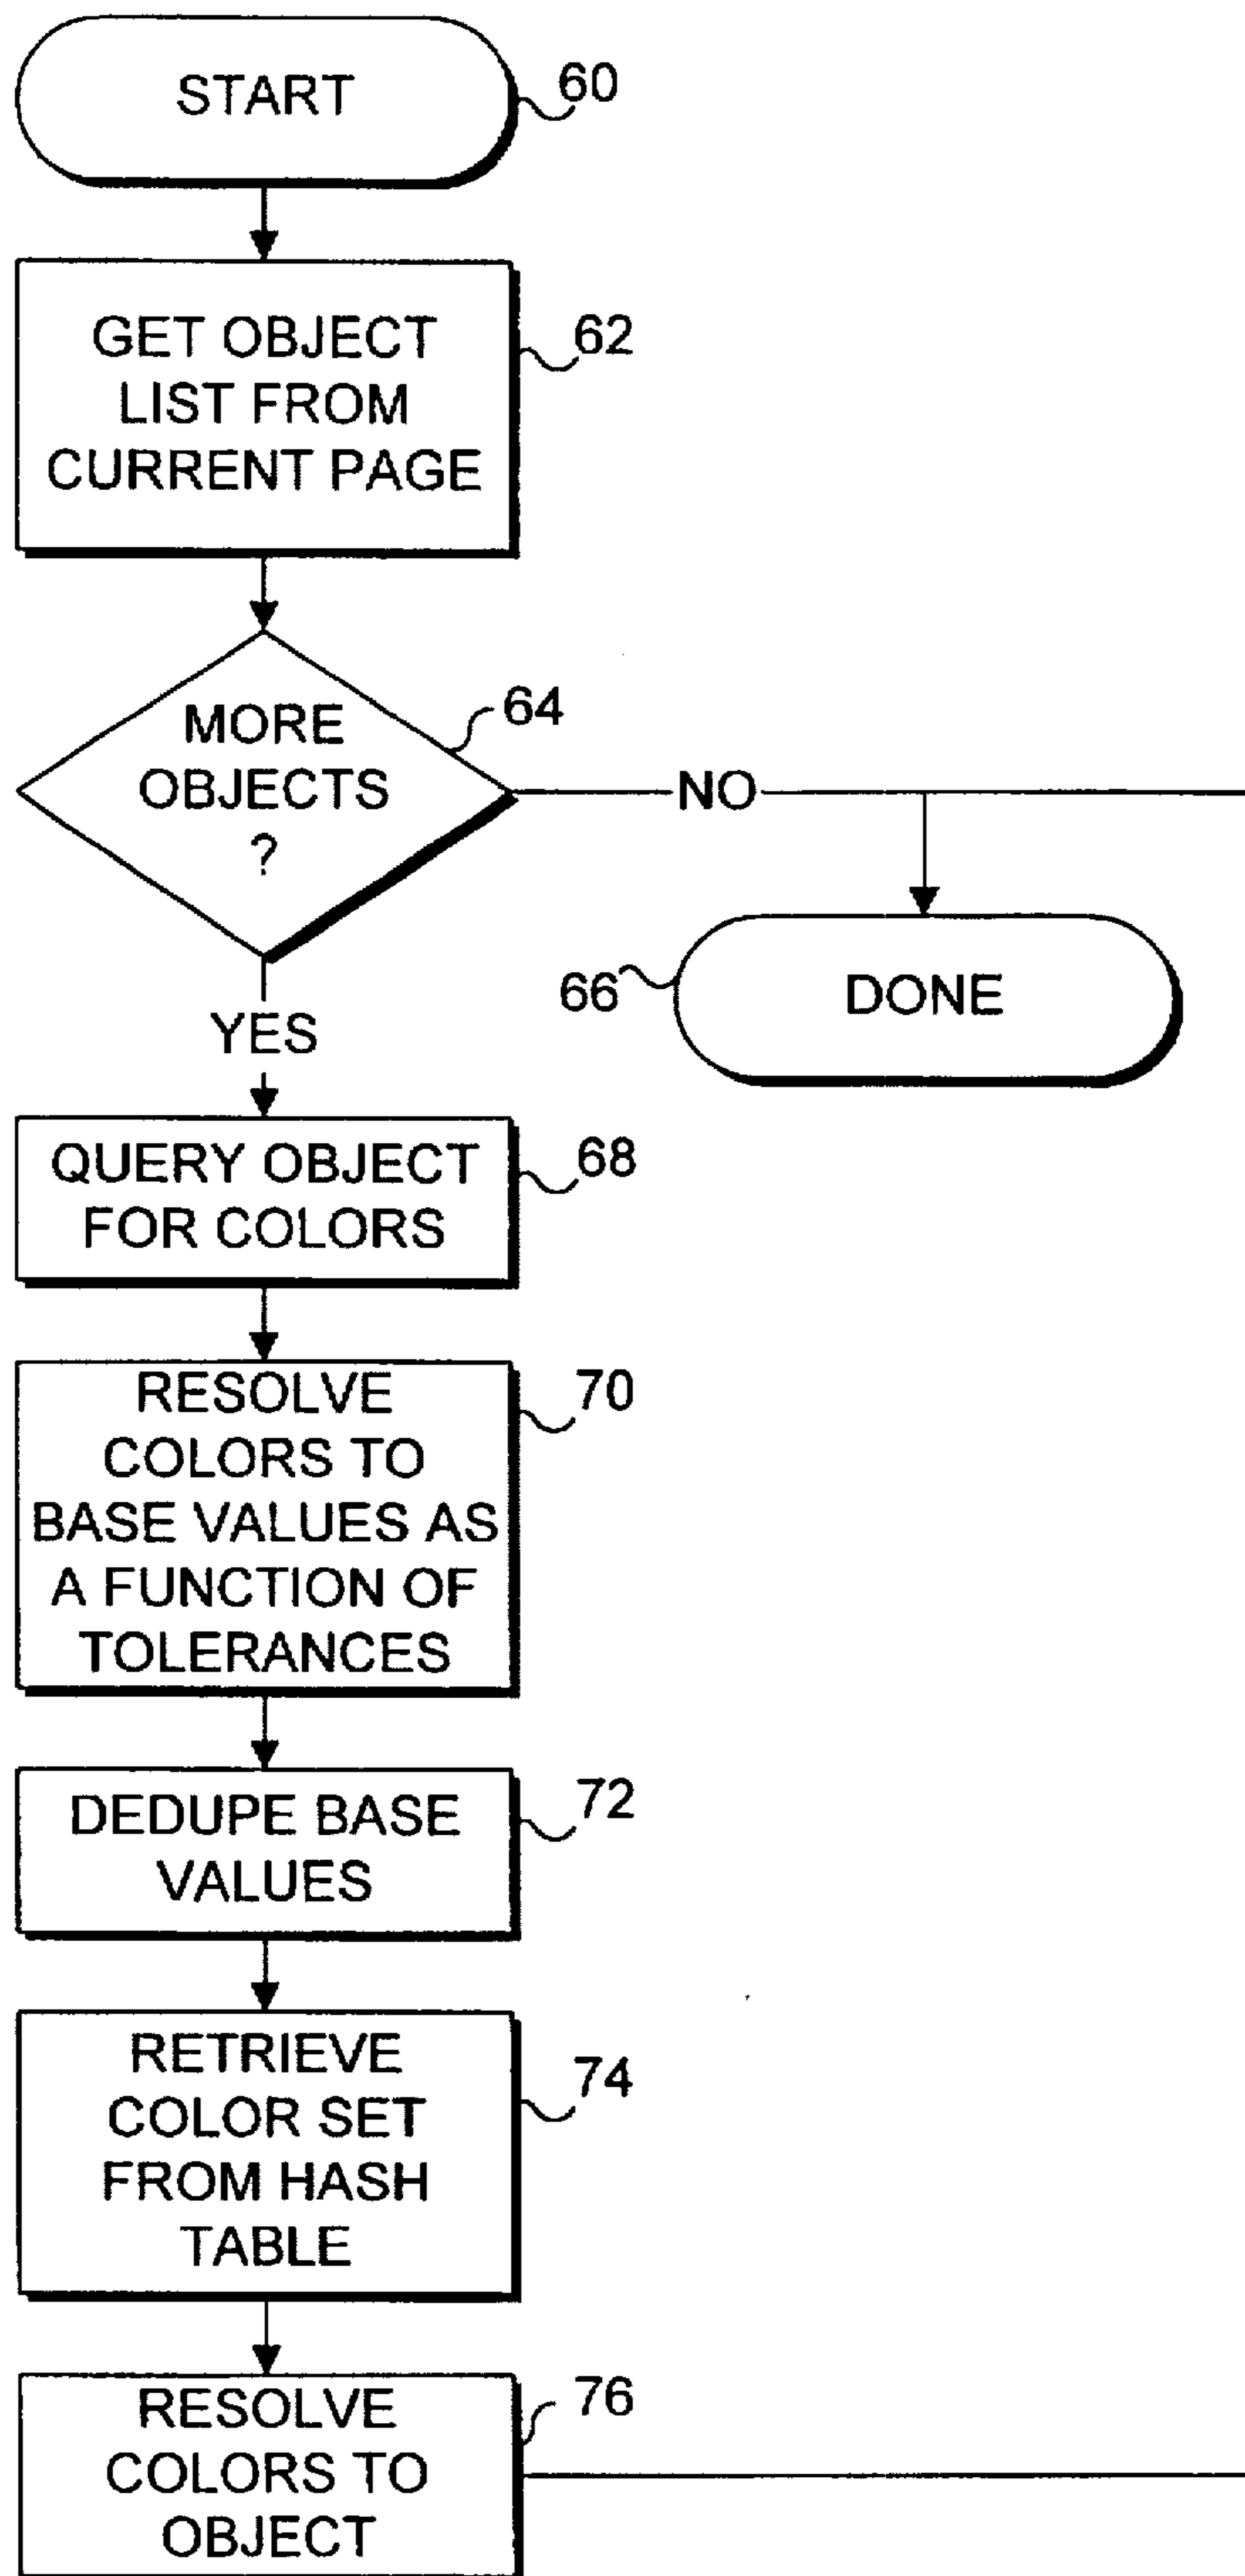 START
60
GET OBJECT
LIST FROM
CURRENT PAGE
62
MORE
OBJECTS
?
64
NO
DONE
66
YES
QUERY OBJECT
FOR COLORS
68
RESOLVE
COLORS TO
BASE VALUES AS
A FUNCTION OF
TOLERANCES
70
DEDUPE BASE
VALUES
72
RETRIEVE
COLOR SET
FROM HASH
TABLE
74
RESOLVE
COLORS TO
OBJECT
76